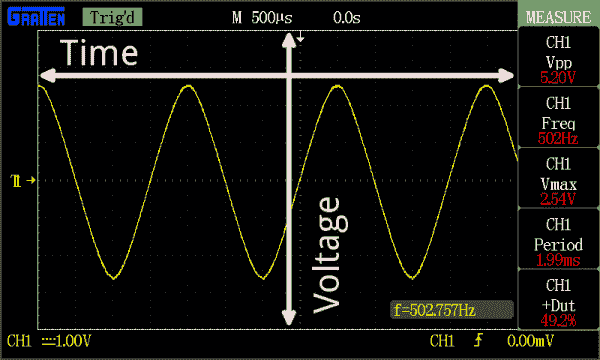 GRATTEN Trig'd M 500µs 0.0s MEASURE
Time
CH1
Vpp
5.20V
CH1
Freq
502Hz
CH1
Vmax
2.54V
CH1
Period
1.99ms
CH1
+Dut
49.2%
Voltage
f=502.757Hz
CH1 1.00V CH1 0.00mV